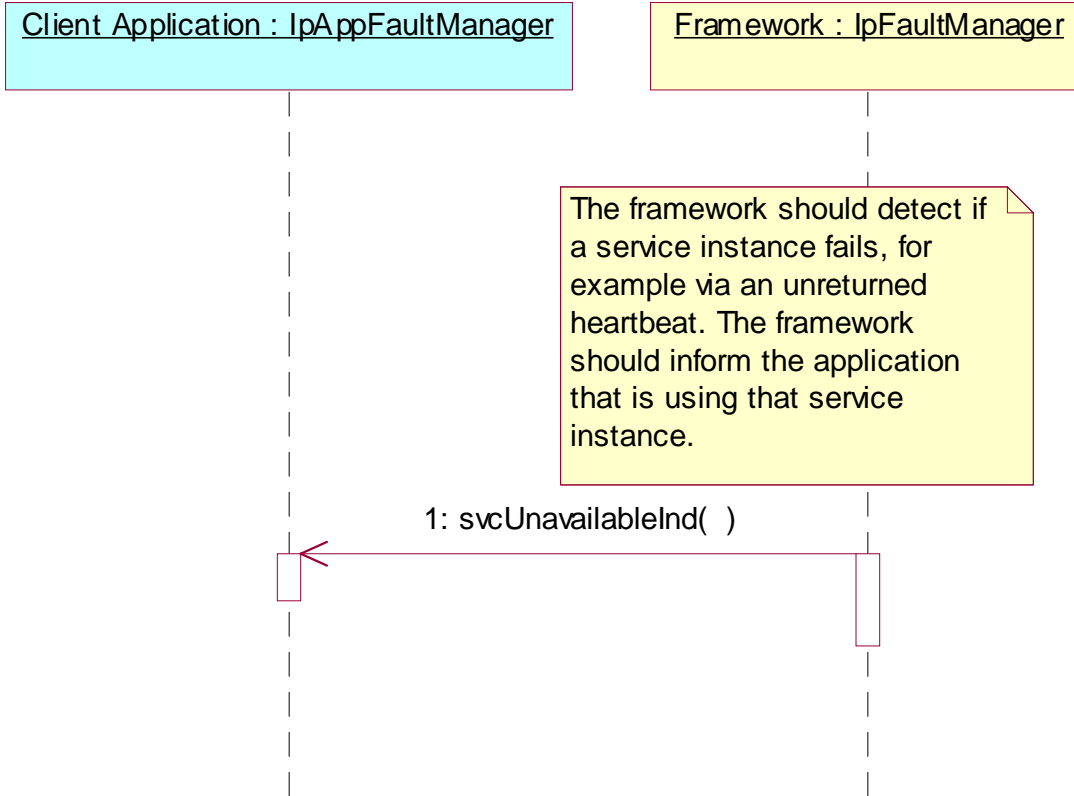 Client Application : IpAppFaultManager
Framework : IpFaultManager
The framework should detect if
a service instance fails, for
example via an unreturned
heartbeat. The framework
should inform the application
that is using that service
instance.
1: svcUnavailableInd(  )